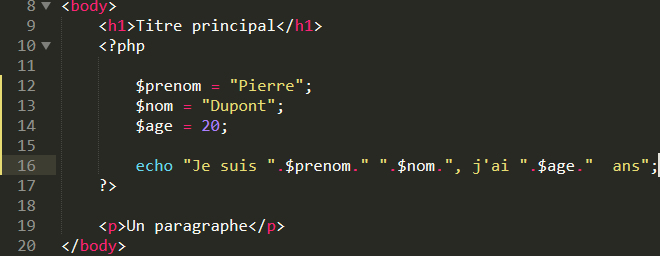 8 <body>
9 <h1>Titre principal</h1>
10 <?php
11
12 $prenom = "Pierre";
13 $nom = "Dupont";
14 $age = 20;
15
16 echo "Je suis ".$prenom." ".$nom.", j'ai ".$age."  ans";
17 ?>
18
19 <p>Un paragraphe</p>
20 </body>